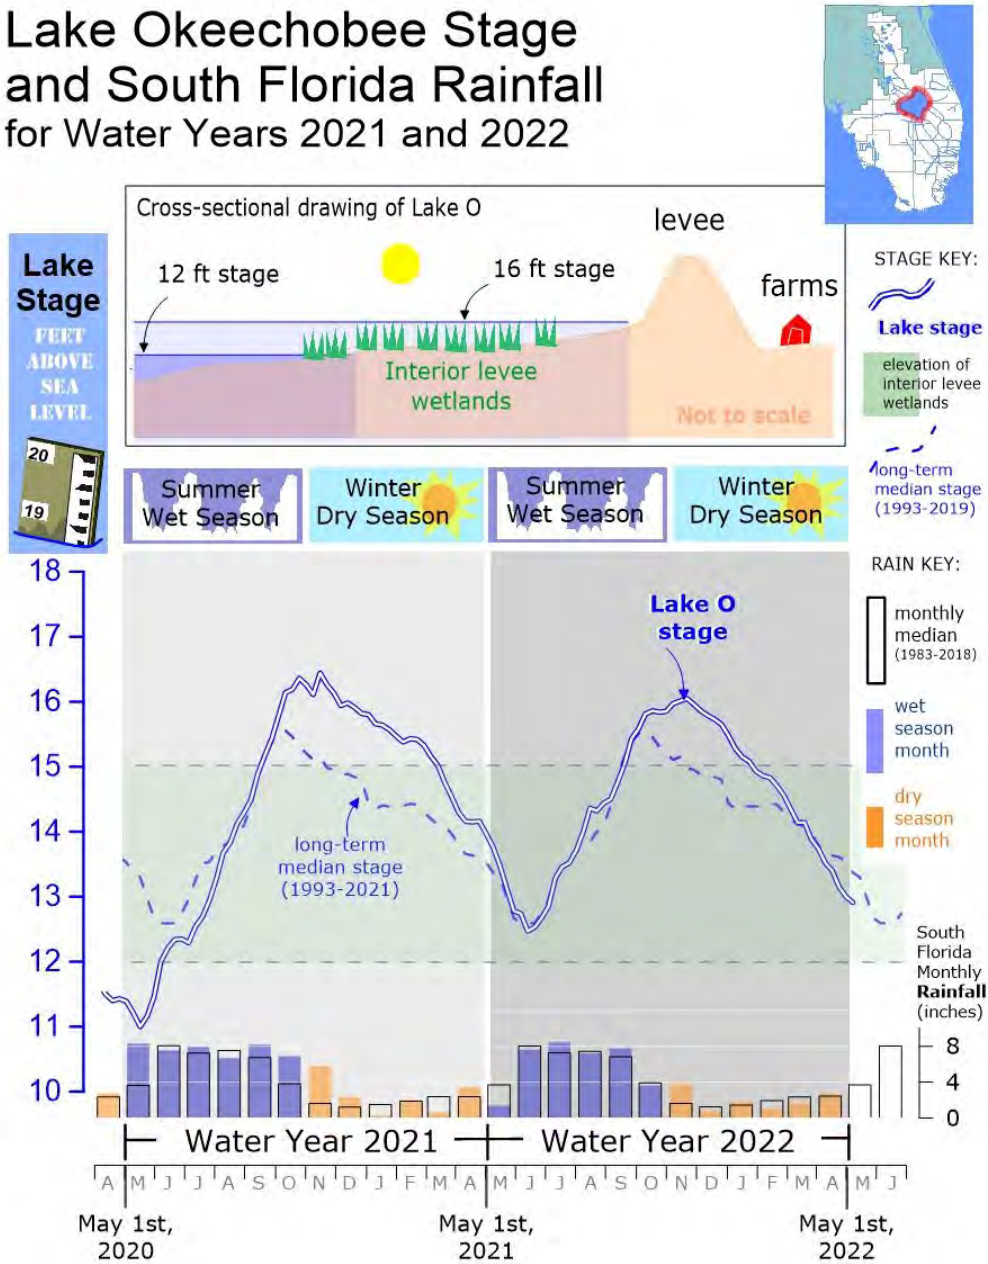 Lake Okeechobee Stage
and South Florida Rainfall
for Water Years 2021 and 2022
Cross-sectional drawing of Lake O
levee
12 ft stage
16 ft stage
farms
Interior levee
wetlands
Not to scale
Lake
Stage
FEET
ABOVE
SEA
LEVEL
20
19
STAGE KEY:
Lake stage
elevation of
interior levee
wetlands
long-term
median stage
(1993-2019)
Summer
Wet Season
Winter
Dry Season
Summer
Wet Season
Winter
Dry Season
RAIN KEY:
monthly
median
(1983-2018)
wet
season
month
dry
season
month
18
17
16
15
14
13
12
11
10
Lake O
stage
long-term
median stage
(1993-2021)
South
Florida
Monthly
Rainfall
(inches)
8
4
0
Water Year 2021
Water Year 2022
A M J J A S O N D J F M A M J J A S O N D J F M A M J
May 1st,
2020
May 1st,
2021
May 1st,
2022